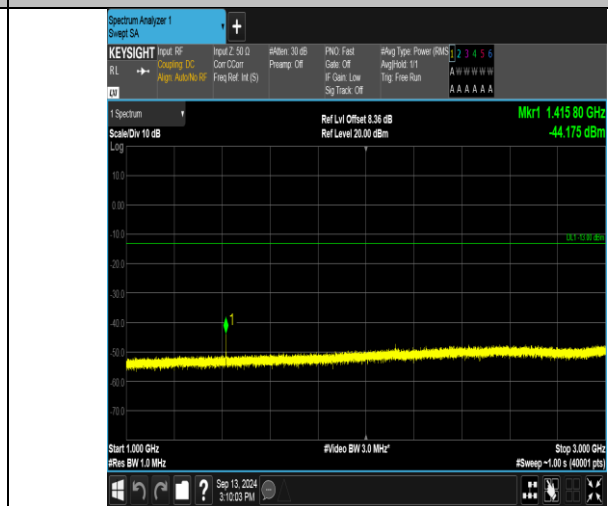 Spectrum Analyzer 1
Swept SA
+
KEYSIGHT Input: RF Input Z: 50 Ω #Atten: 30 dB PNO: Fast #Avg Type: Power (RMS 1 2 3 4 5 6
RL Coupling: DC Corr CCorr Preamp: Off Gate: Off Avg|Hold: 1/1 A W W W W W
Align: Auto/No RF Freq Ref: Int (S) IF Gain: Low Trig: Free Run
Sig Track: Off A A A A A A
LXI
1 Spectrum
Scale/Div 10 dB
Ref Lvl Offset 8.36 dB
Ref Level 20.00 dBm
Mkr1 1.415 80 GHz
-44.175 dBm
Log
10.0
0.00
-10.0
DL1 -13.00 dBm
-20.0
-30.0
-40.0
1
-50.0
-60.0
-70.0
Start 1.000 GHz #Video BW 3.0 MHz* Stop 3.000 GHz
#Res BW 1.0 MHz #Sweep ~1.00 s (40001 pts)
? Sep 13, 2024
3:10:03 PM